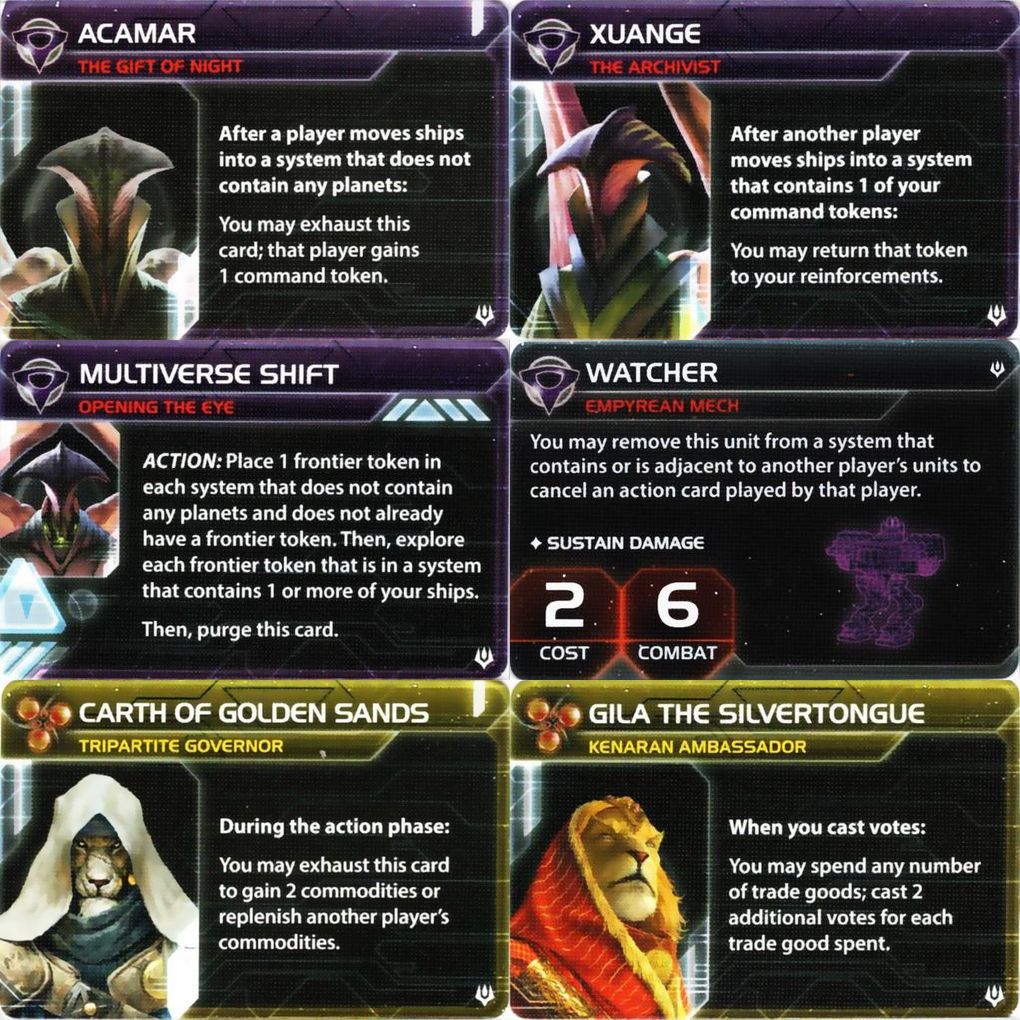 ACAMAR
THE GIFT OF NIGHT
After a player moves ships
into a system that does not
contain any planets:
You may exhaust this
card; that player gains
1 command token.
XUANGE
THE ARCHIVIST
After another player
moves ships into a system
that contains 1 of your
command tokens:
You may return that token
to your reinforcements.
MULTIVERSE SHIFT
OPENING THE EYE
ACTION: Place 1 frontier token in
each system that does not contain
any planets and does not already
have a frontier token. Then, explore
each frontier token that is in a system
that contains 1 or more of your ships.
Then, purge this card.
WATCHER
EMPYREAN MECH
You may remove this unit from a system that
contains or is adjacent to another player's units to
cancel an action card played by that player.
✦ SUSTAIN DAMAGE
2
COST
6
COMBAT
CARTH OF GOLDEN SANDS
TRIPARTITE GOVERNOR
During the action phase:
You may exhaust this card
to gain 2 commodities or
replenish another player's
commodities.
GILA THE SILVERTONGUE
KENARAN AMBASSADOR
When you cast votes:
You may spend any number
of trade goods; cast 2
additional votes for each
trade good spent.